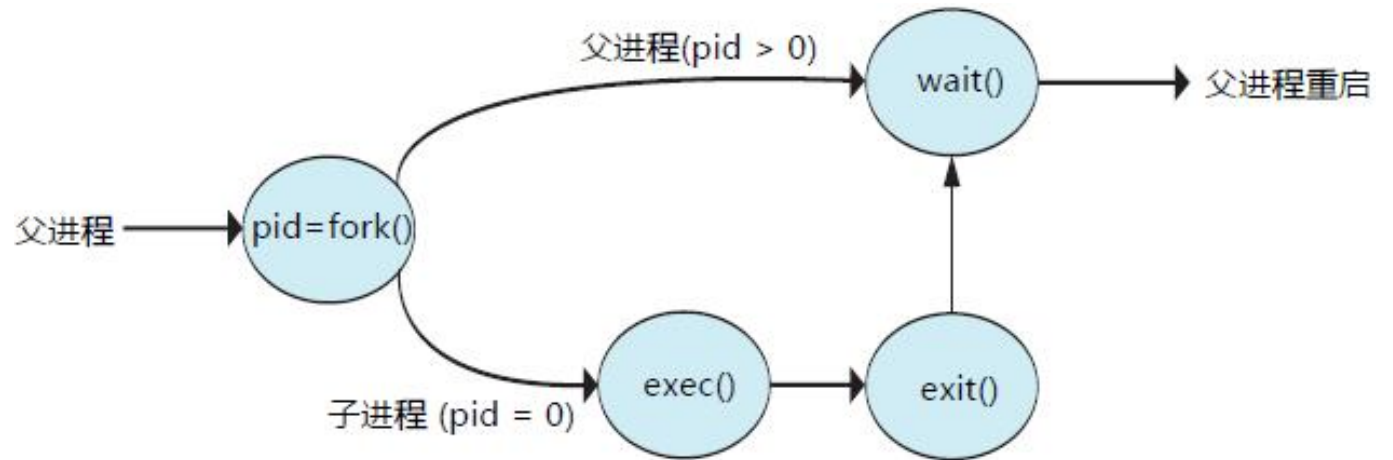 父进程(pid > 0)
wait()
父进程重启
父进程
pid=fork()
子进程 (pid = 0)
exec()
exit()